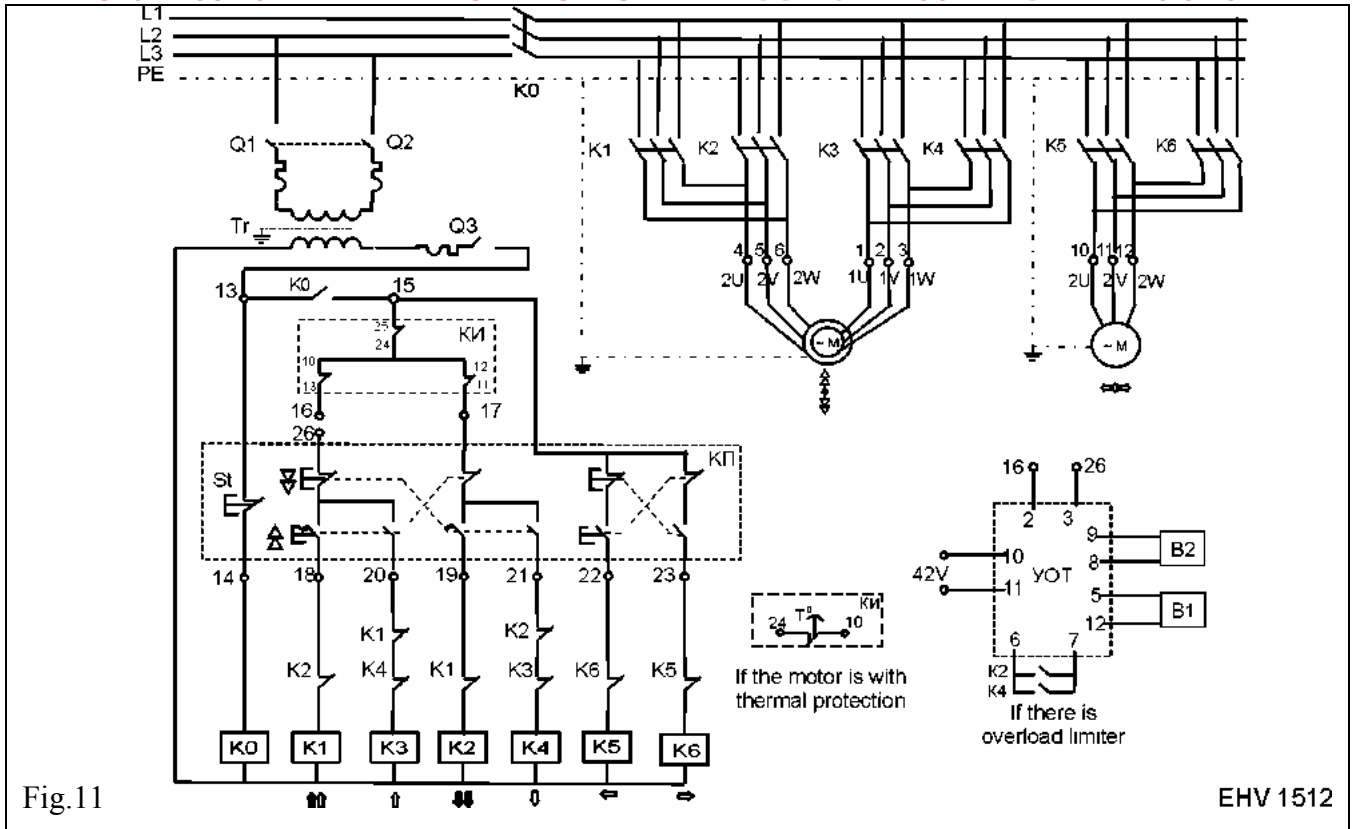 L1
L2
L3
PE
K0
Q1 Q2
K1 K2 K3 K4 K5 K6
Tr Q3
4 5 6 1 2 3 10 11 12
2U 2V 2W 1U 1V 1W 2U 2V 2W
13 K0 15
~ M ~ M
25 КИ
24
10 12
13 11
16 17
26
КП
St
16 26
2 3
9 B2
10 8
42V УОТ
11 5 B1
12
6 7
K2
K4
If there is
overload limiter
14 18 20 19 21 22 23
КИ
T°
24 10
If the motor is with
thermal protection
K1 K2
K2 K4 K1 K3 K6 K5
K0 K1 K3 K2 K4 K5 K6
Fig.11
EHV 1512